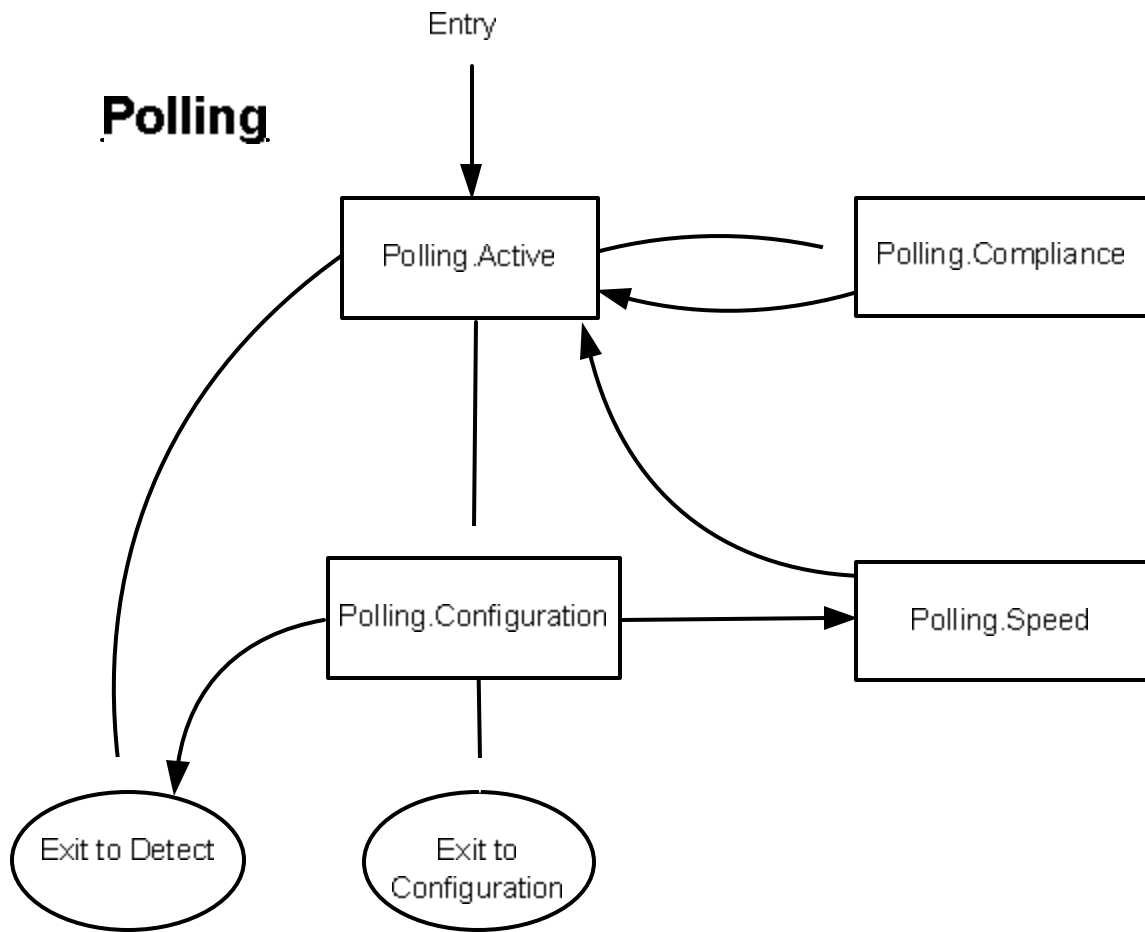 Entry
Polling
Polling.Active
Polling.Compliance
Polling.Configuration
Polling.Speed
Exit to Detect
Exit to
Configuration